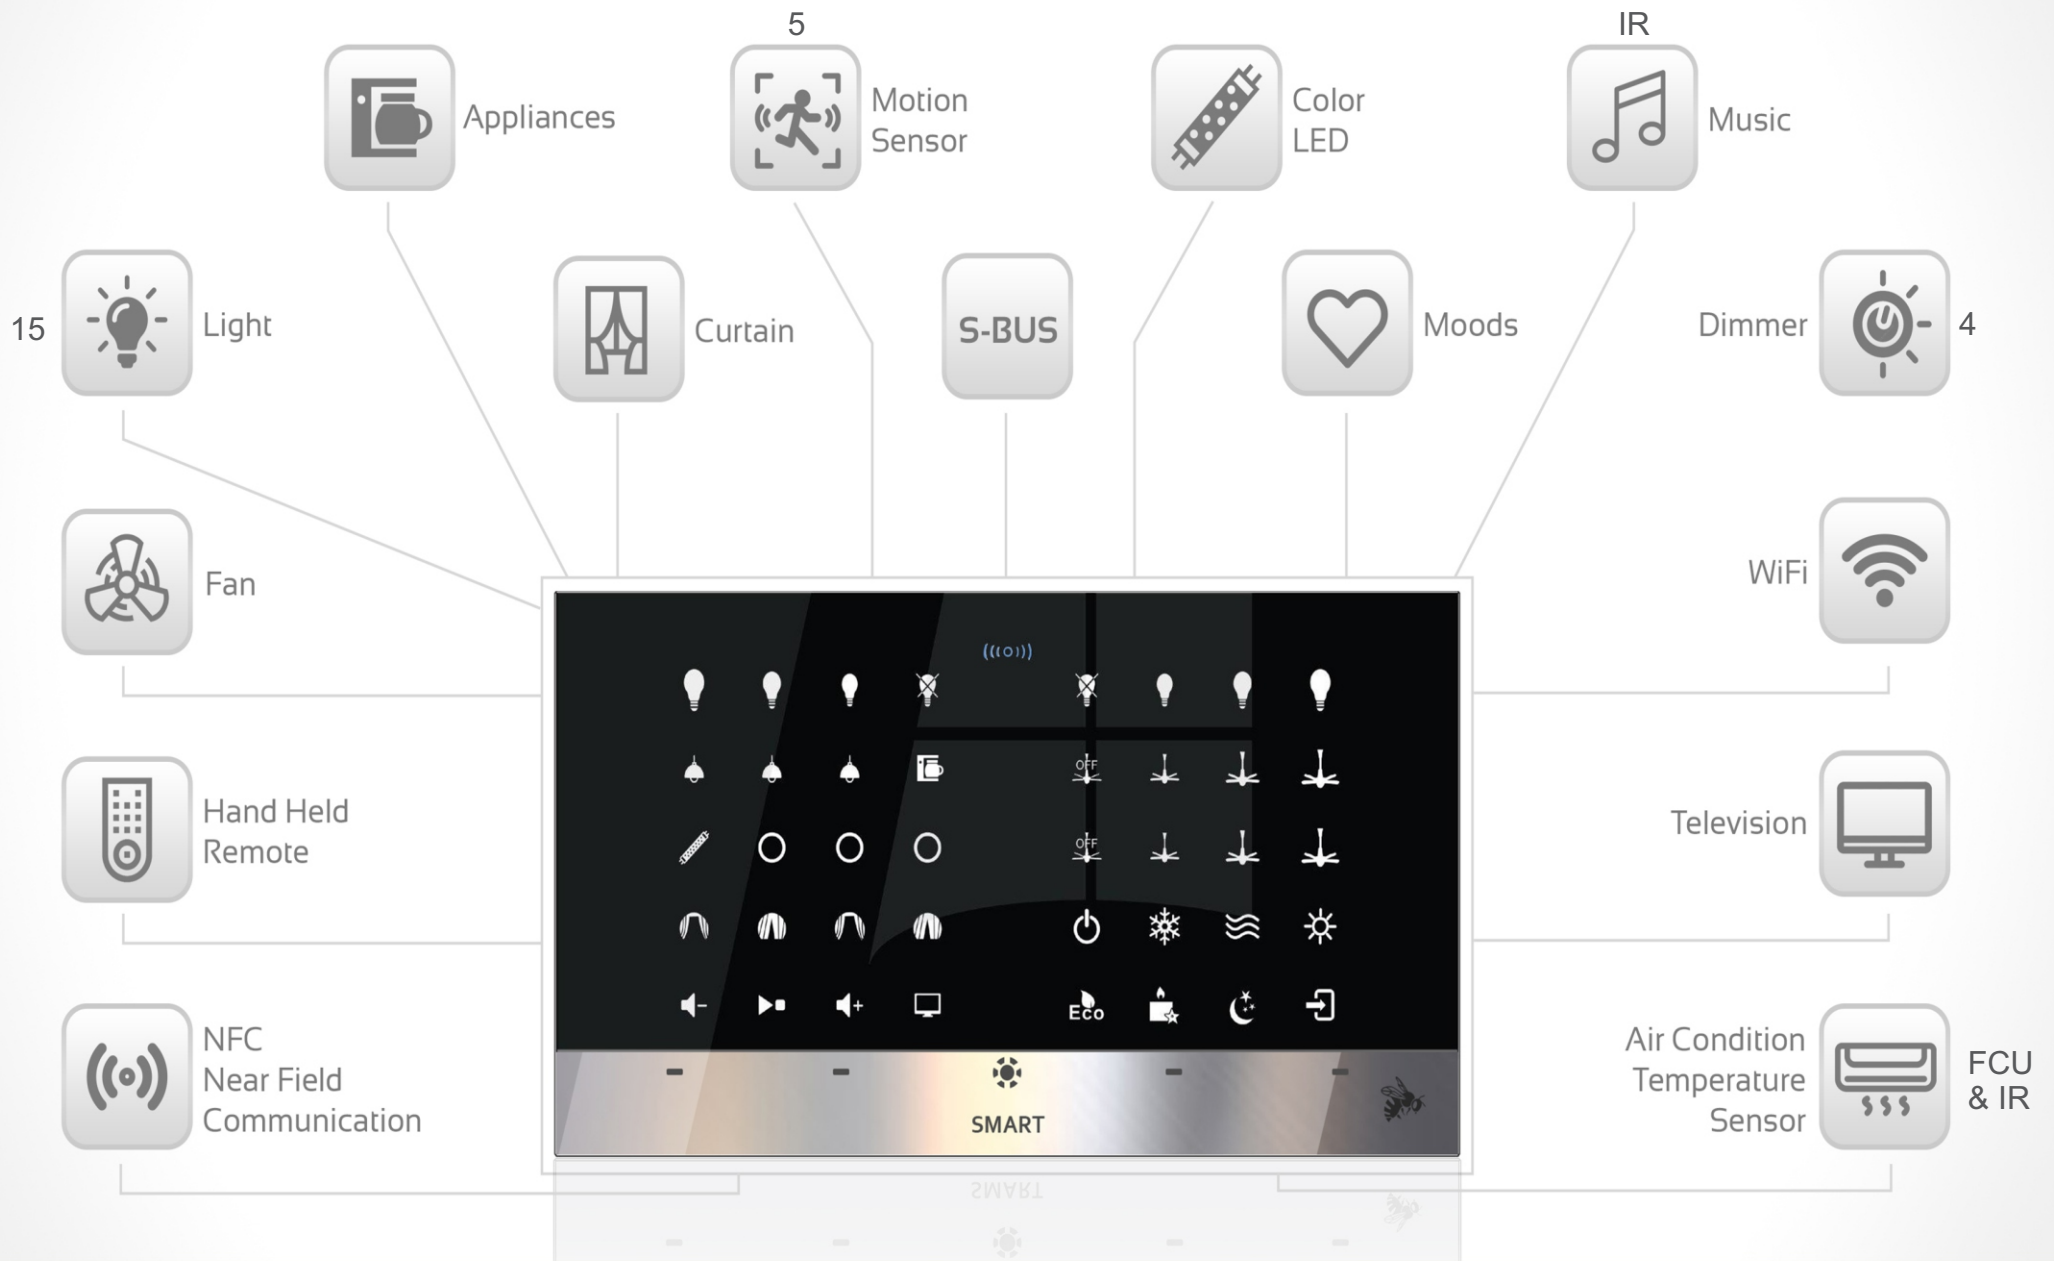 5
IR
Appliances
Motion
Sensor
Color
LED
Music
15
Light
Curtain
S-BUS
Moods
Dimmer
4
Fan
WiFi
Hand Held
Remote
Television
OFF
OFF
Eco
NFC
Near Field
Communication
Air Condition
Temperature
Sensor
FCU
& IR
SMART
SMART